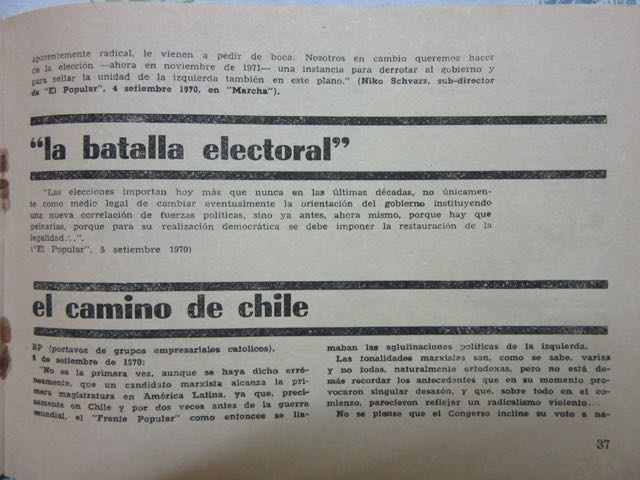 aparentemente radical, le vienen a pedir de boca. Nosotros en cambio queremos hacer
de la elección —ahora en noviembre de 1971— una instancia para derrotar al gobierno y
para sellar la unidad de la izquierda también en este plano." (Niko Schvarz, sub-director
de "El Popular", 4 setiembre 1970, en "Marcha").
"la batalla electoral"
"Las elecciones importan hoy más que nunca en las últimas décadas, no únicamen-
te como medio legal de cambiar eventualmente la orientación del gobierno instituyendo
una nueva correlación de fuerzas políticas, sino ya antes, ahora mismo, porque hay que
pelearlas, porque para su realización democrática se debe imponer la restauración de la
legalidad...".
("El Popular", 5 setiembre 1970)
el camino de chile
BP (portavoz de grupos empresariales catolicos).
8 de setiembre de 1970:
"No es la primera vez, aunque se haya dicho erró-
neamente, que un candidato marxista alcanza la pri-
mera magistratura en América Latina, ya que, preci-
samente en Chile y por dos veces antes de la guerra
mundial, el "Frente Popular" como entonces se lla-
maban las aglutinaciones políticas de la izquierda.
Las tonalidades marxistas son, como se sabe, varias
y no todas, naturalmente ortodoxas, pero no está de-
más recordar los antecedentes que en su momento pro-
vocaron singular desazón, y que, sobre todo en el co-
mienzo, parecieron reflejar un radicalismo violento...
No se piense que el Congerso incline su voto a na-
37